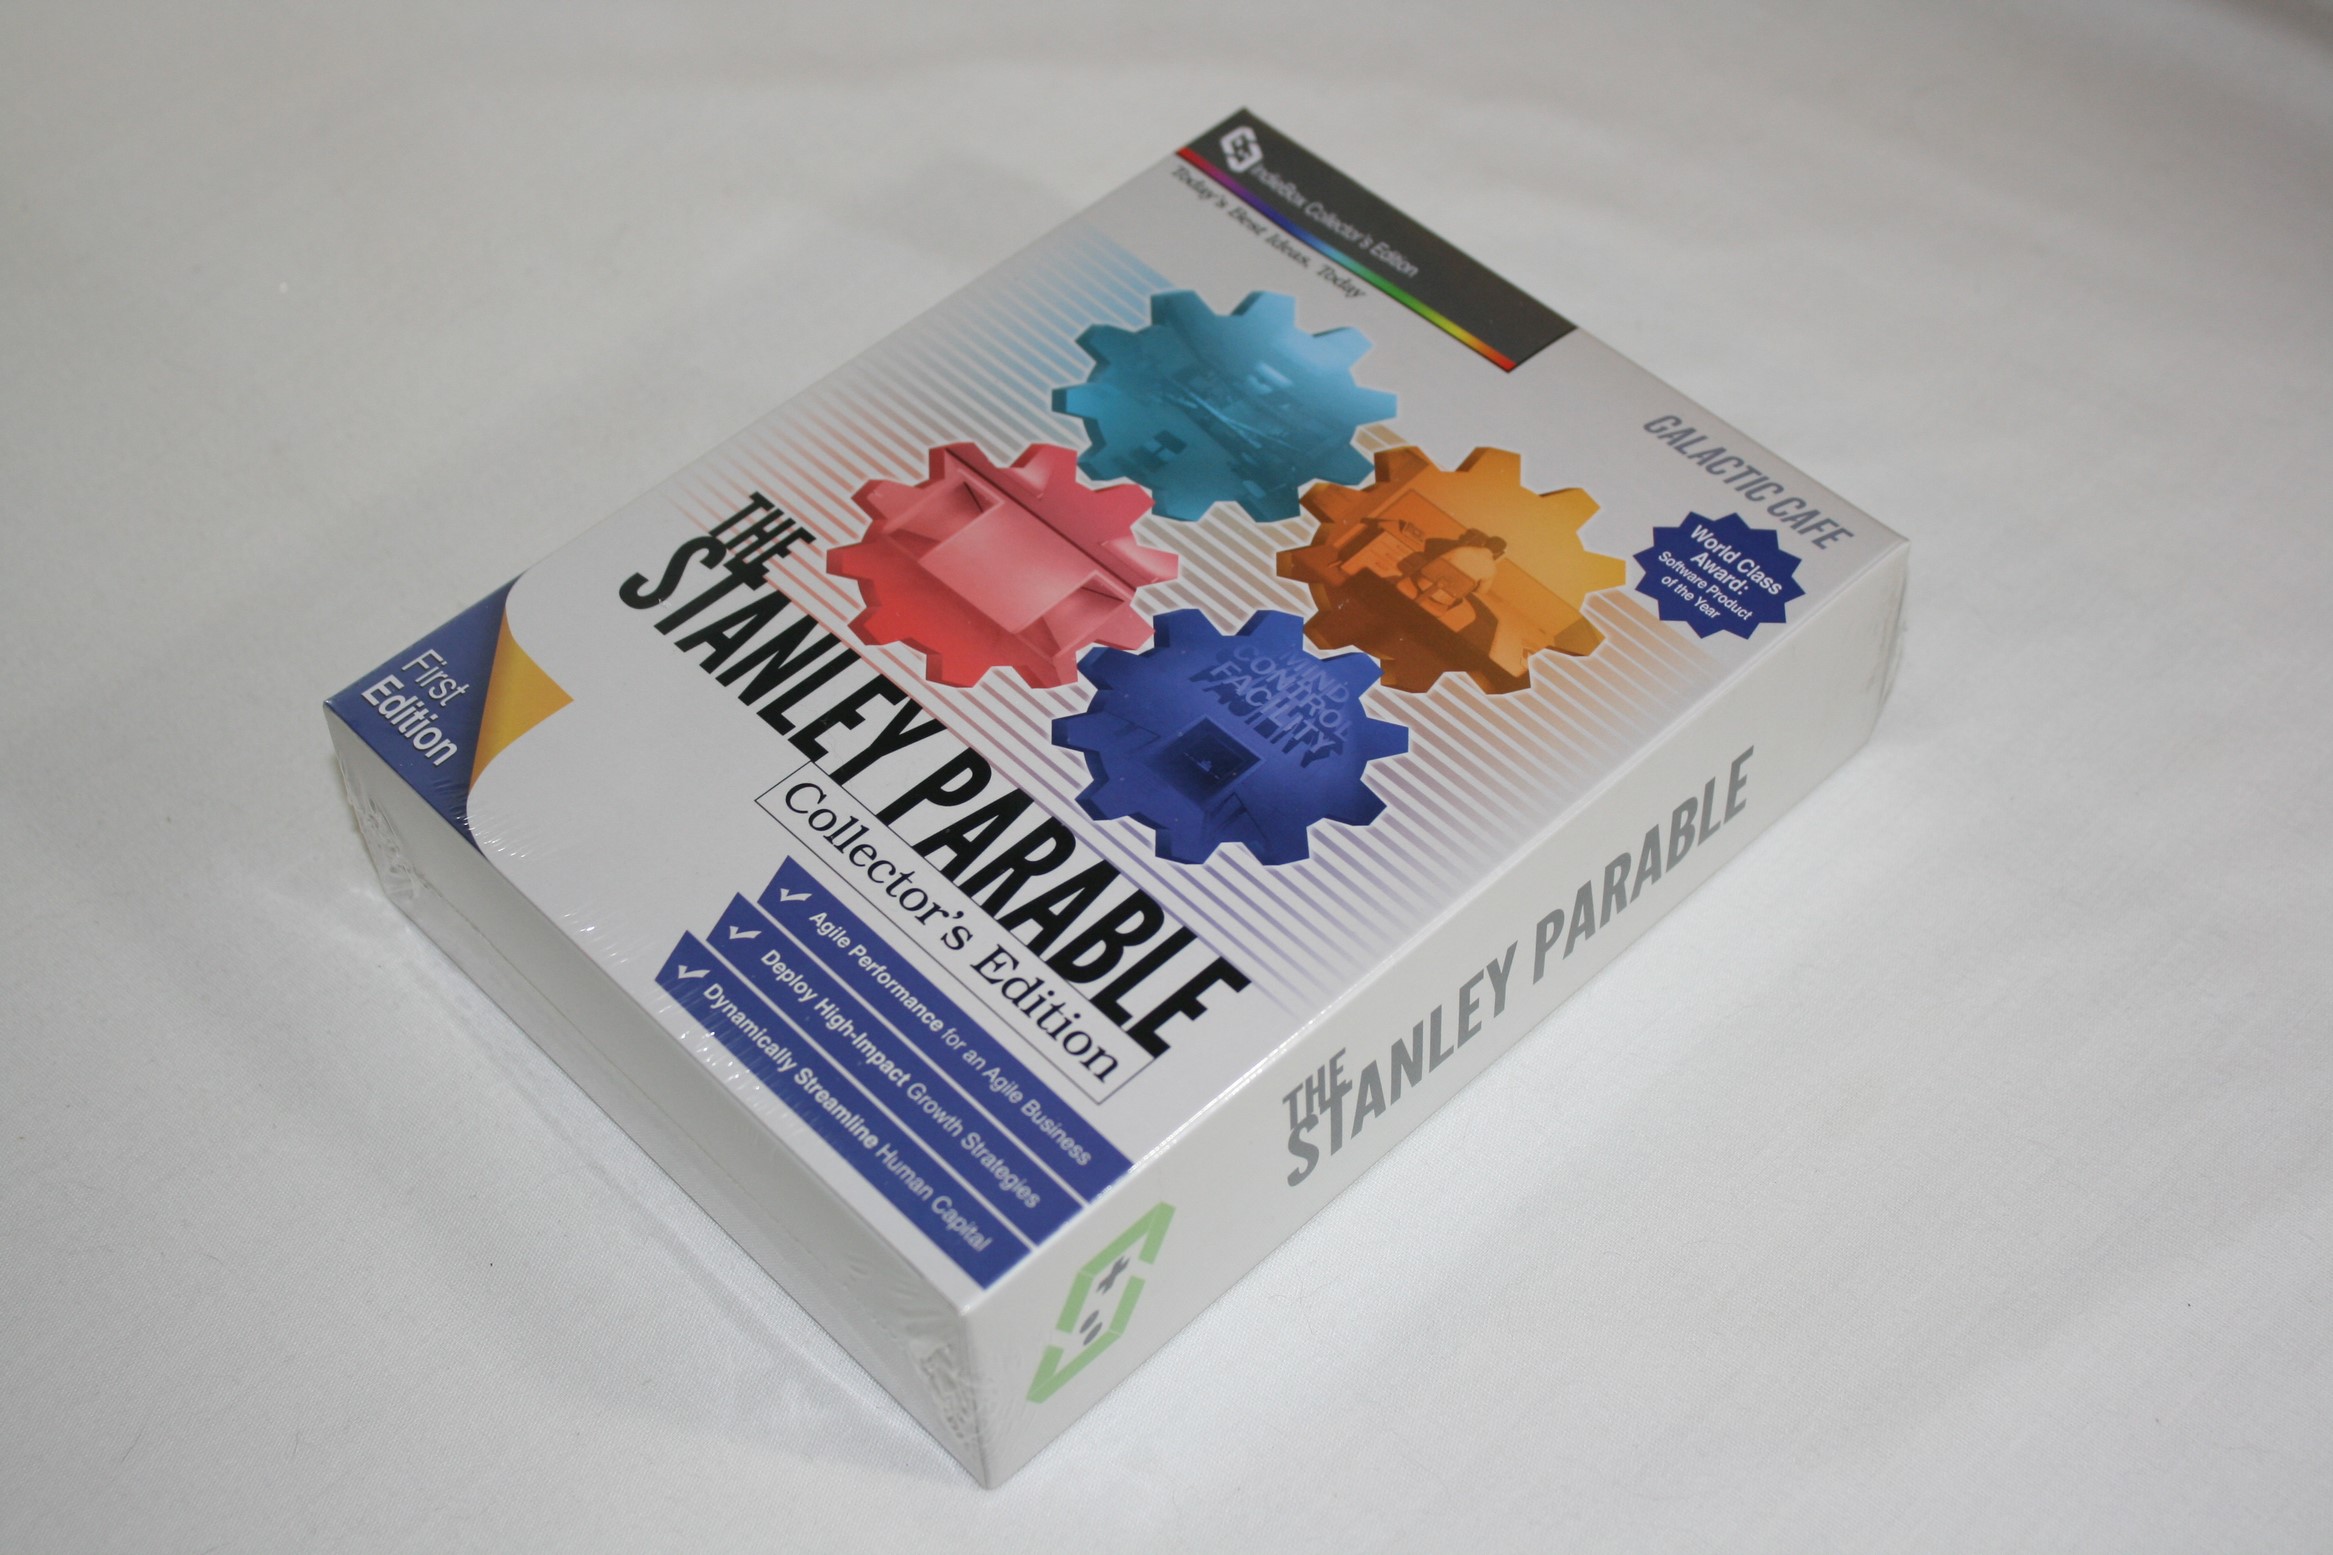 IndieBox Collector's Edition
Today's Best Ideas. Today
GALACTIC CAFE
World Class
Award:
Software Product
of the Year
MIND
CONTROL
FACILITY
THE
STANLEY PARABLE
Collector's Edition
First
Edition
Agile Performance for an Agile Business
Deploy High-Impact Growth Strategies
Dynamically Streamline Human Capital
THE
STANLEY PARABLE